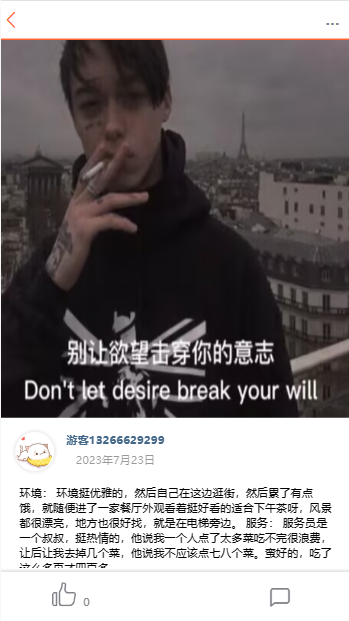 别让欲望击穿你的意志
Don't let desire break your will
游客13266629299
2023年7月23日
环境： 环境挺优雅的，然后自己在这边逛街，然后累了有点
饿，就随便进了一家餐厅外观看着挺好看的适合下午茶呀，风景
都很漂亮，地方也很好找，就是在电梯旁边。 服务： 服务员是
一个叔叔，挺热情的，他说我一个人点了太多菜吃不完很浪费，
让后让我去掉几个菜，他说我不应该点七八个菜。蛮好的，吃了
这么多页才四百多
0